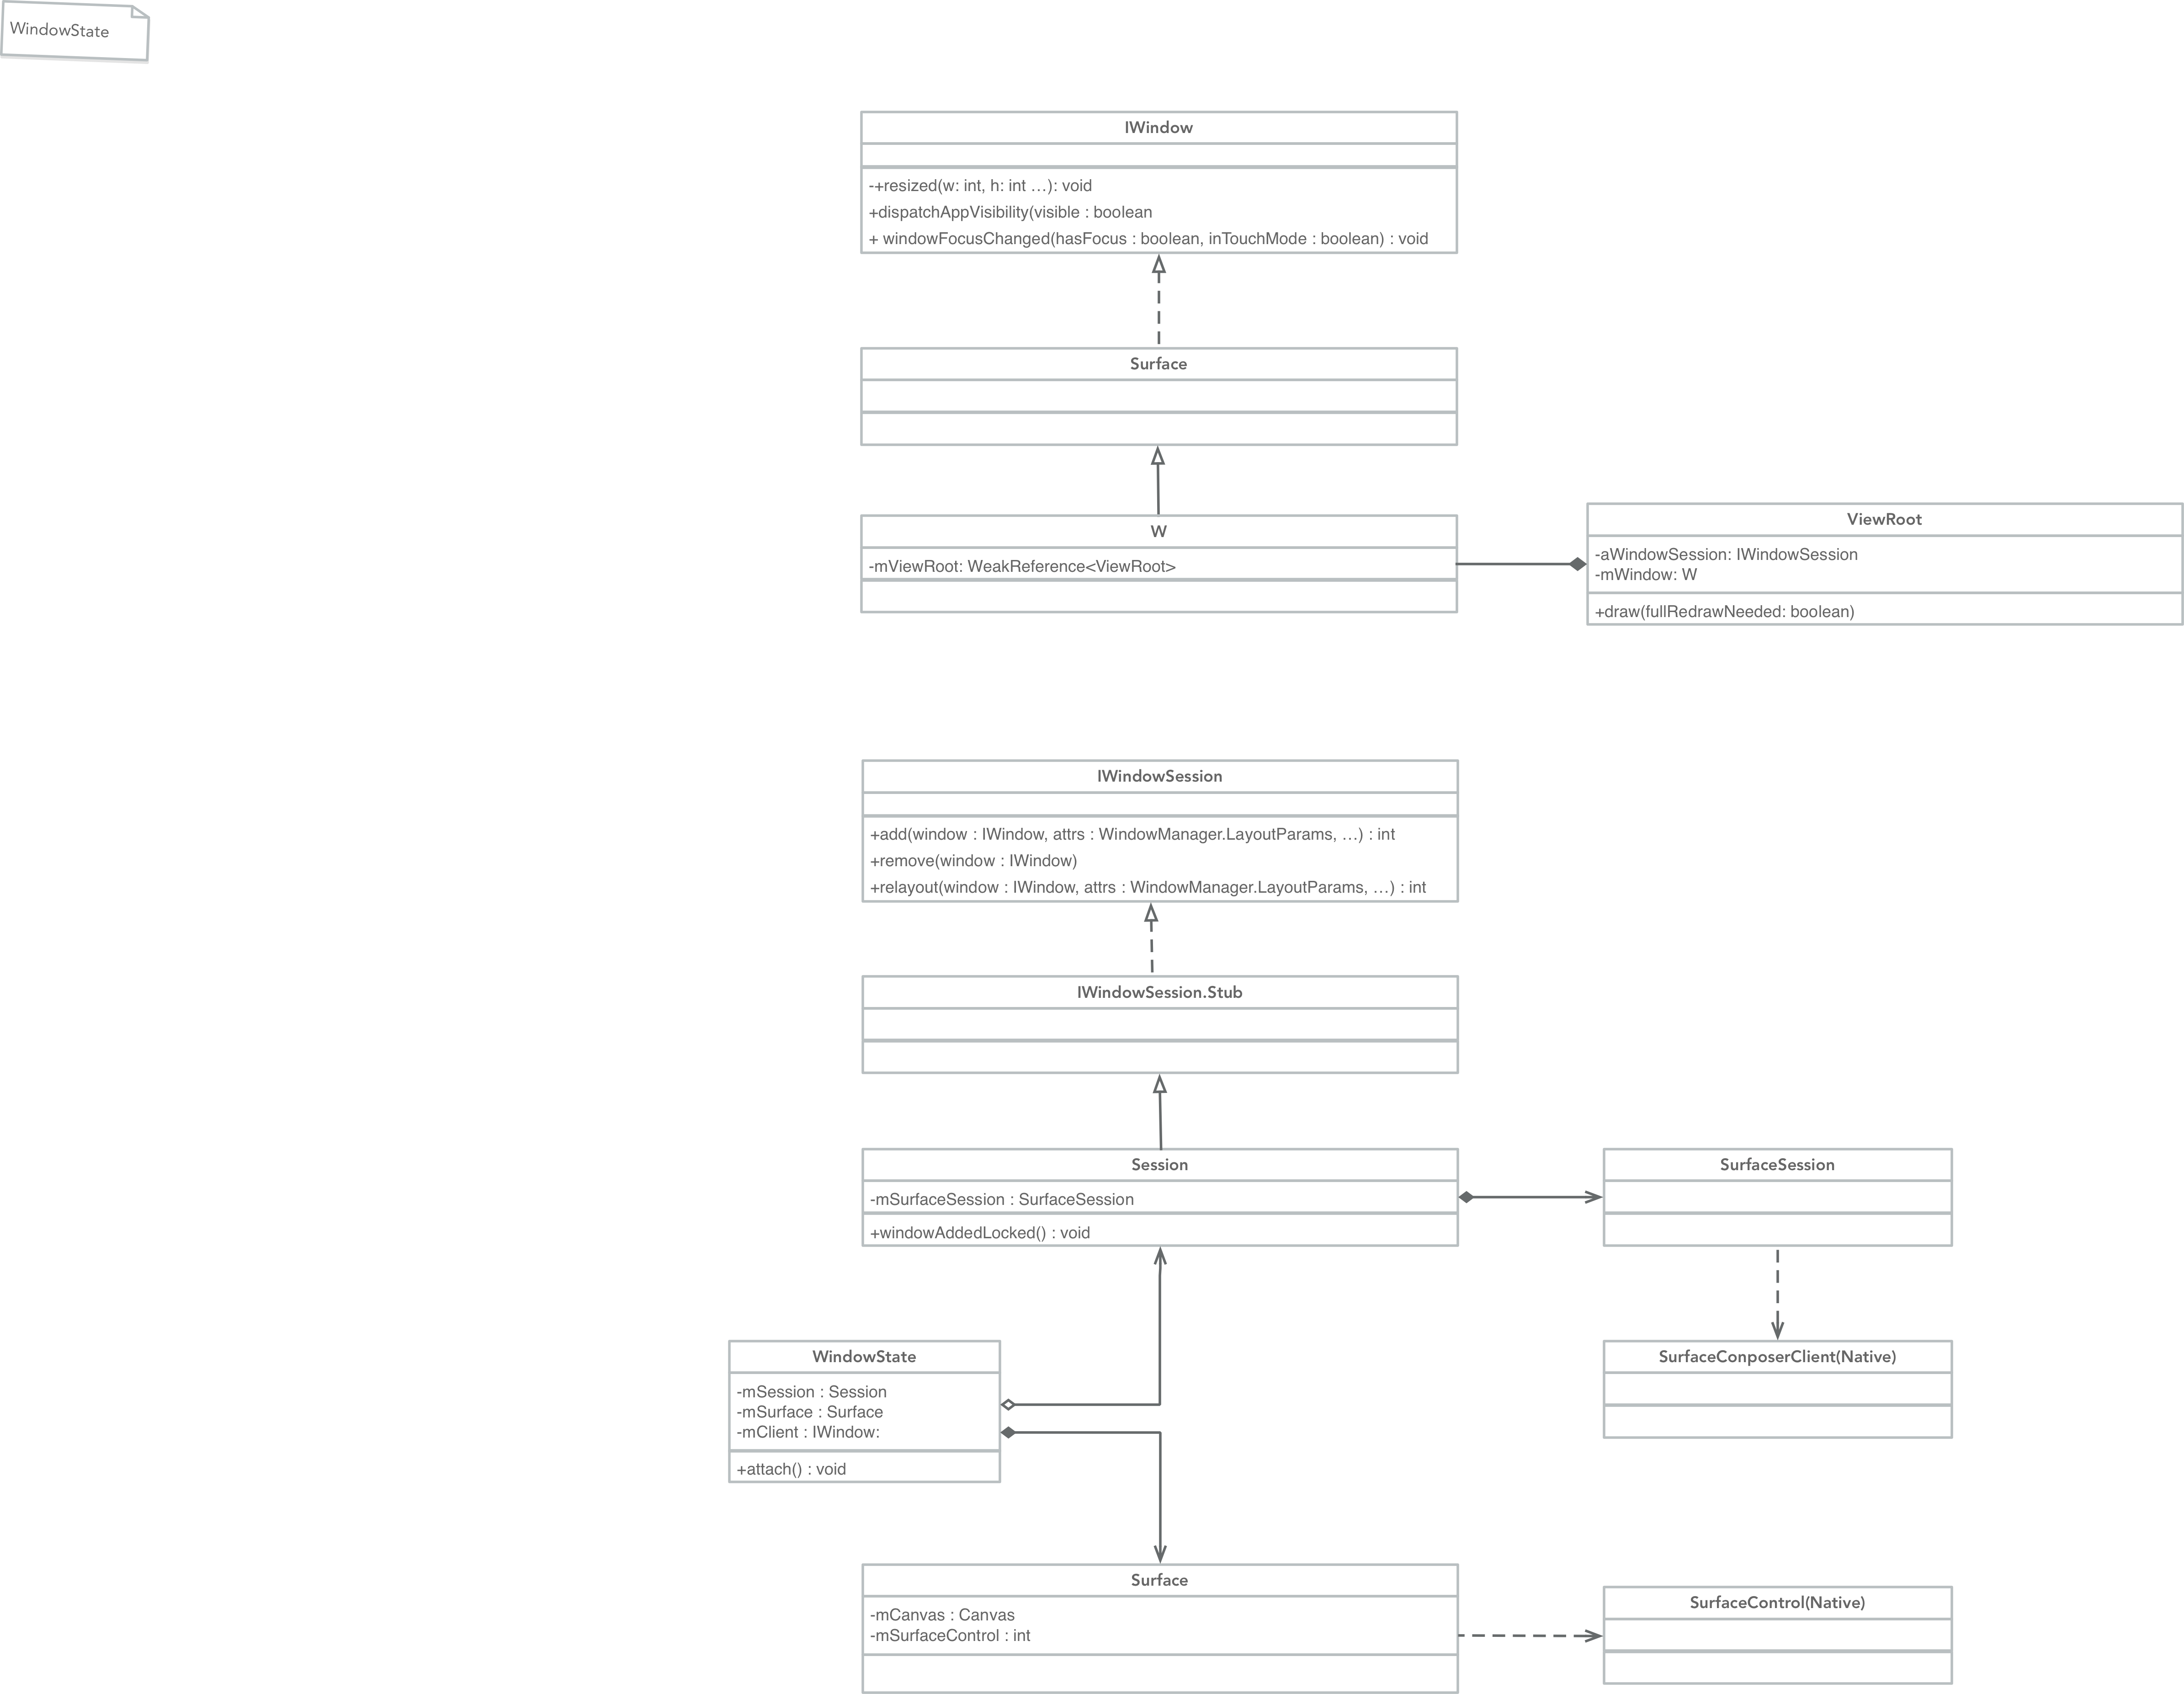 WindowState
IWindow
-+resized(w: int, h: int ...): void
+dispatchAppVisibility(visible : boolean
+ windowFocusChanged(hasFocus : boolean, inTouchMode : boolean) : void
Surface
W
-mViewRoot: WeakReference<ViewRoot>
ViewRoot
-aWindowSession: IWindowSession
-mWindow: W
+draw(fullRedrawNeeded: boolean)
IWindowSession
+add(window : IWindow, attrs : WindowManager.LayoutParams, ...) : int
+remove(window : IWindow)
+relayout(window : IWindow, attrs : WindowManager.LayoutParams, ...) : int
IWindowSession.Stub
Session
-mSurfaceSession : SurfaceSession
+windowAddedLocked() : void
SurfaceSession
WindowState
-mSession : Session
-mSurface : Surface
-mClient : IWindow:
+attach() : void
SurfaceConposerClient(Native)
Surface
-mCanvas : Canvas
-mSurfaceControl : int
SurfaceControl(Native)